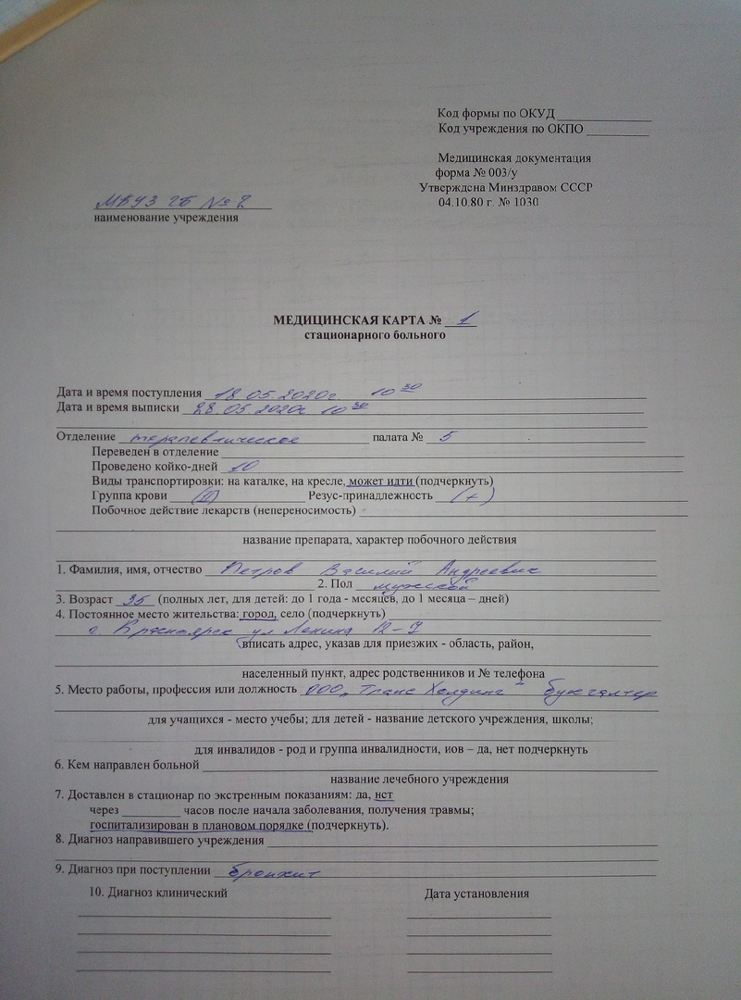 Код формы по ОКУД
Код учреждения по ОКПО
Медицинская документация
форма № 003/у
Утверждена Минздравом СССР
04.10.80 г. № 1030
МБУЗ ГБ № 2
наименование учреждения
МЕДИЦИНСКАЯ КАРТА № 1
стационарного больного
Дата и время поступления 18.05.2020г. 10 30
Дата и время выписки 28.05.2020г 10 30
Отделение терапевтическое палата № 5
Переведен в отделение
Проведено койко-дней 10
Виды транспортировки: на каталке, на кресле, может идти (подчеркнуть)
Группа крови (II) Резус-принадлежность (+)
Побочное действие лекарств (непереносимость)
название препарата, характер побочного действия
1. Фамилия, имя, отчество Петров Василий Андреевич
2. Пол мужской
3. Возраст 35 (полных лет, для детей: до 1 года - месяцев, до 1 месяца – дней)
4. Постоянное место жительства: город, село (подчеркнуть)
г. Красноярск ул Ленина 12-9
вписать адрес, указав для приезжих - область, район,
населенный пункт, адрес родственников и № телефона
5. Место работы, профессия или должность ООО „Транс Холдинг" бухгалтер
для учащихся - место учебы; для детей - название детского учреждения, школы;
для инвалидов - род и группа инвалидности, иов – да, нет подчеркнуть
6. Кем направлен больной
название лечебного учреждения
7. Доставлен в стационар по экстренным показаниям: да, нет
через часов после начала заболевания, получения травмы;
госпитализирован в плановом порядке (подчеркнуть).
8. Диагноз направившего учреждения
9. Диагноз при поступлении бронхит
10. Диагноз клинический Дата установления